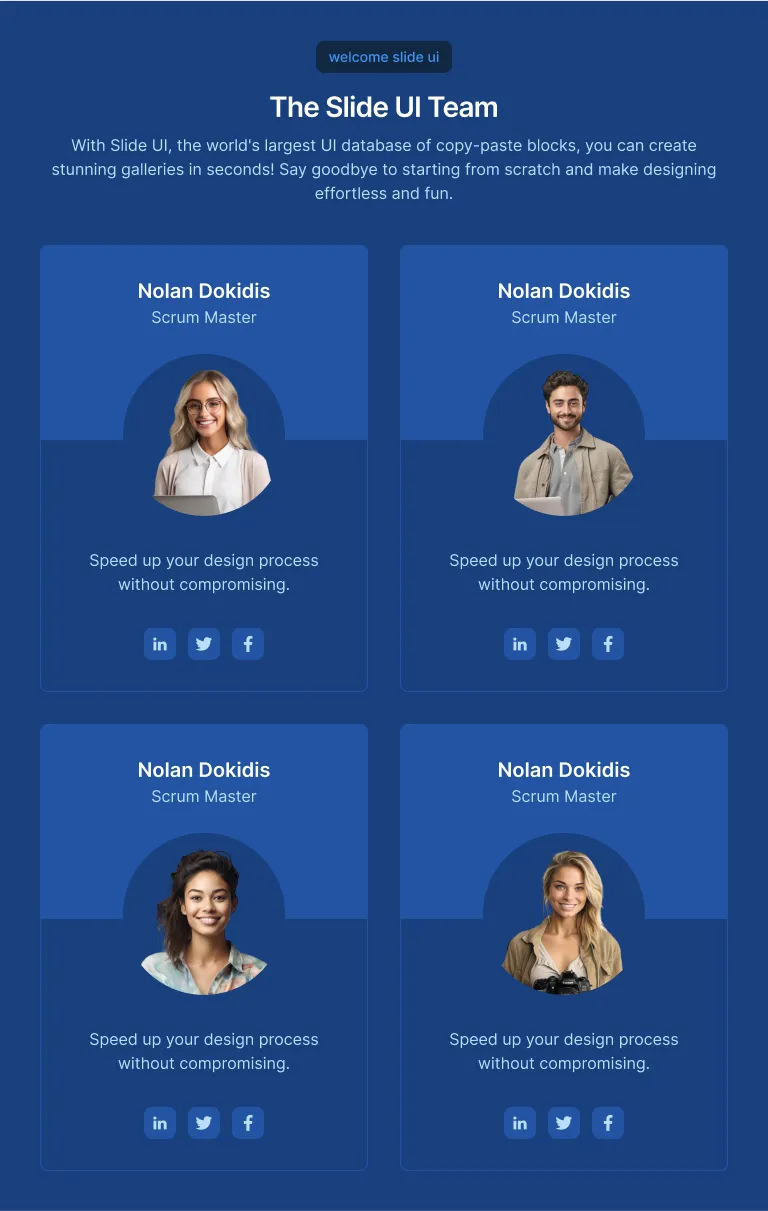 welcome slide ui
The Slide UI Team
With Slide UI, the world's largest UI database of copy-paste blocks, you can create
stunning galleries in seconds! Say goodbye to starting from scratch and make designing
effortless and fun.
Nolan Dokidis
Scrum Master
Speed up your design process
without compromising.
in
f
Nolan Dokidis
Scrum Master
Speed up your design process
without compromising.
in
f
Nolan Dokidis
Scrum Master
Speed up your design process
without compromising.
in
f
Nolan Dokidis
Scrum Master
Speed up your design process
without compromising.
in
f